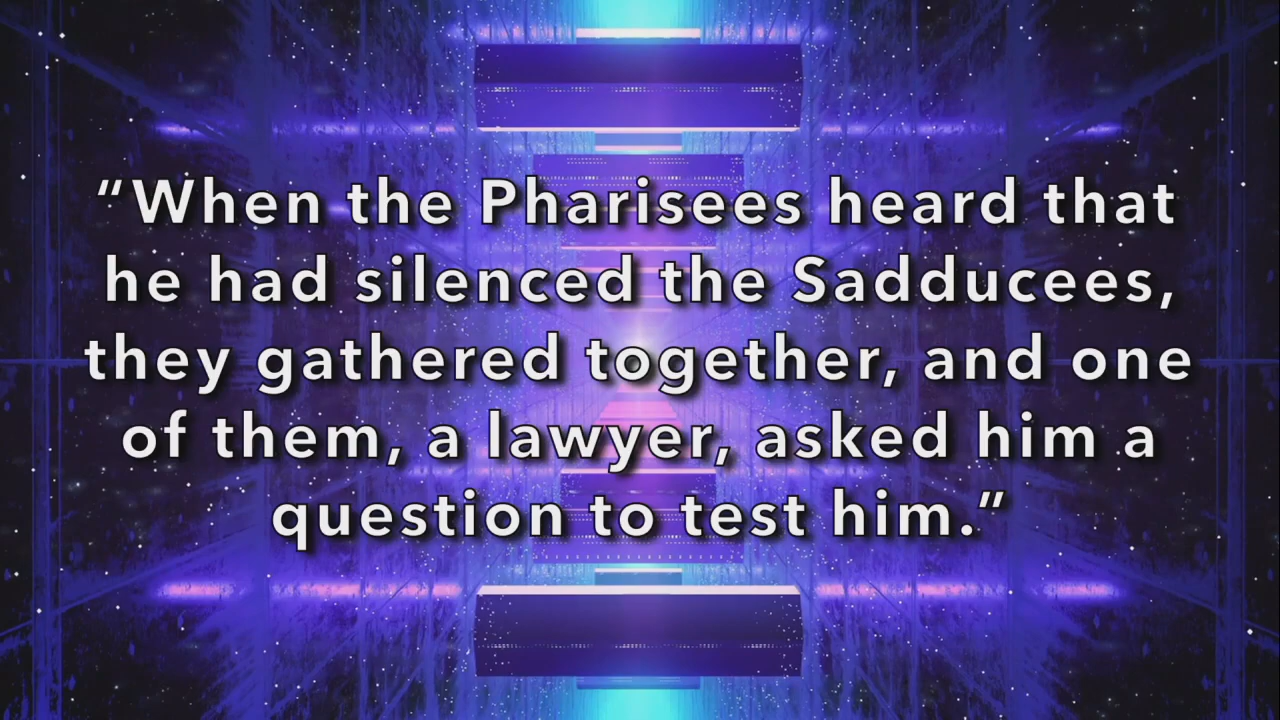 “When the Pharisees heard that
he had silenced the Sadducees,
they gathered together, and one
of them, a lawyer, asked him a
question to test him.”